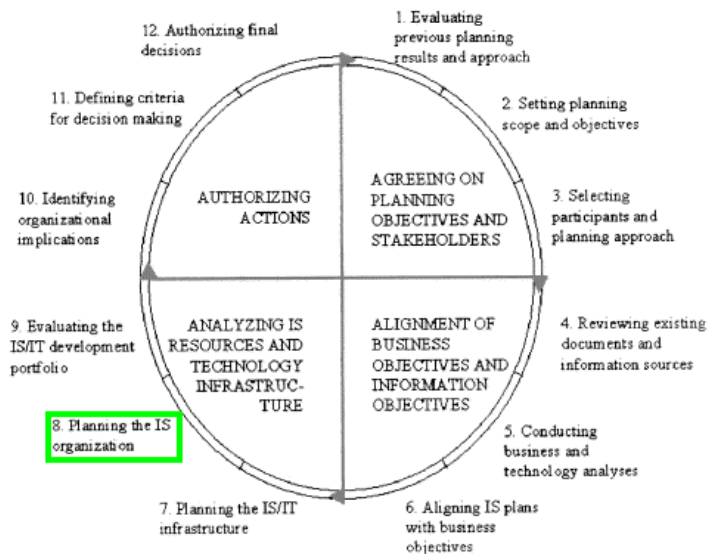 12. Authorizing final
decisions
1. Evaluating
previous planning
results and approach
11. Defining criteria
for decision making
2. Setting planning
scope and objectives
10. Identifying
organizational
implications
AUTHORIZING
ACTIONS
AGREEING ON
PLANNING
OBJECTIVES AND
STAKEHOLDERS
3. Selecting
participants and
planning approach
9. Evaluating the
IS/IT development
portfolio
ANALYZING IS
RESOURCES AND
TECHNOLOGY
INFRASTRUC-
TURE
ALIGNMENT OF
BUSINESS
OBJECTIVES AND
INFORMATION
OBJECTIVES
4. Reviewing existing
documents and
information sources
8. Planning the IS
organization
5. Conducting
business and
technology analyses
7. Planning the IS/IT
infrastructure
6. Aligning IS plans
with business
objectives